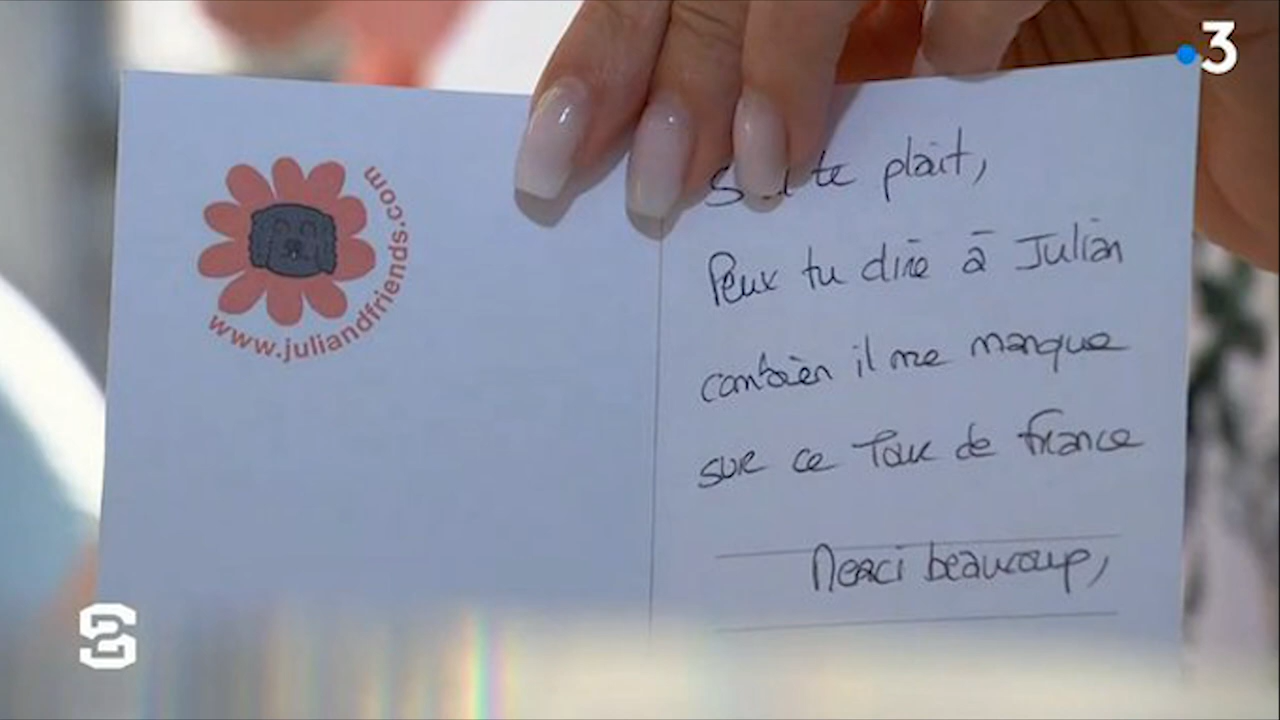 3
www.juliandfriends.com
te plaît,
Peux tu dire à Julian
combien il me manque
sur ce Tour de France
Merci beaucoup,